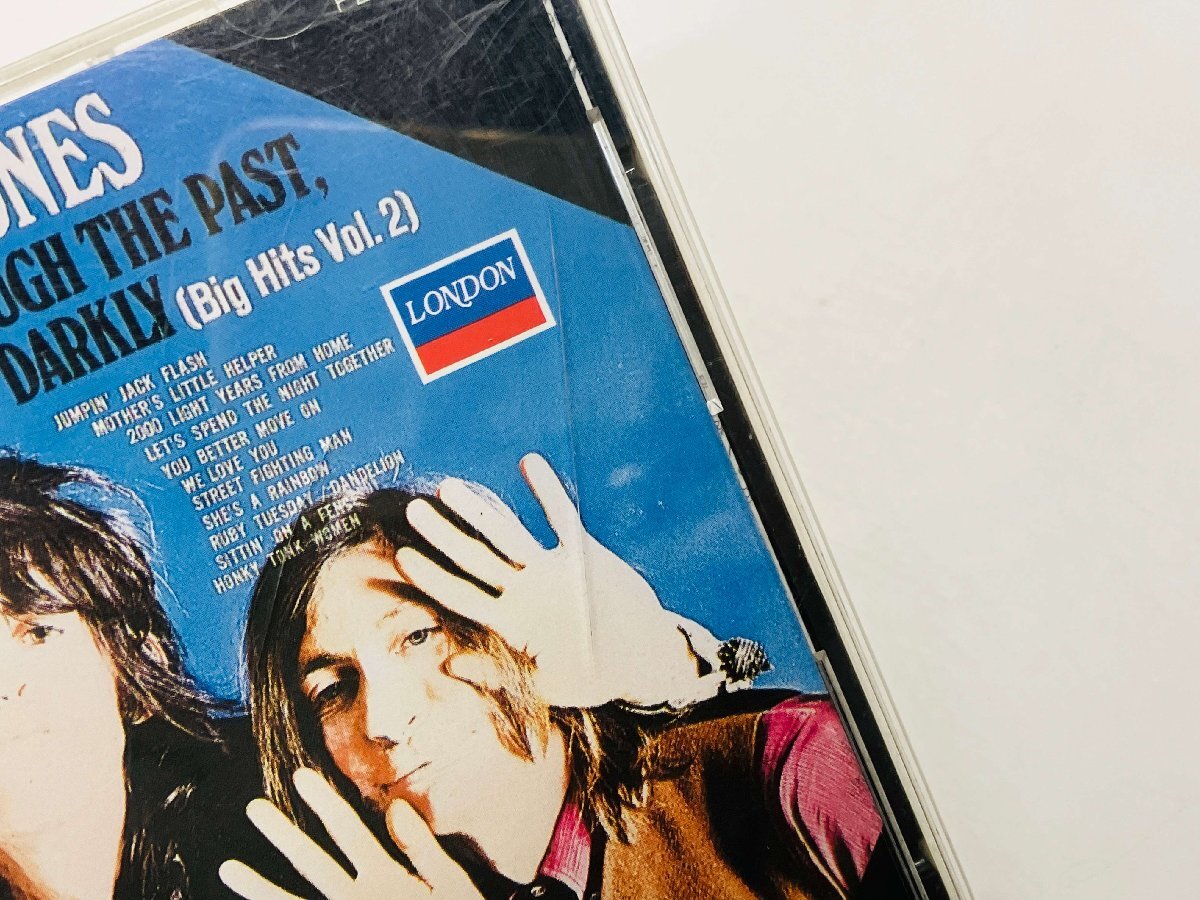 ONES
OUGH THE PAST,
DARKLY (Big Hits Vol. 2)
LONDON
JUMPIN' JACK FLASH
MOTHER'S LITTLE HELPER
2000 LIGHT YEARS FROM HOME
LET'S SPEND THE NIGHT TOGETHER
YOU BETTER MOVE ON
WE LOVE YOU
STREET FIGHTING MAN
SHE'S A RAINBOW
RUBY TUESDAY/DANDELION
SITTIN' ON A FENCE
HONKY TONK WOMEN